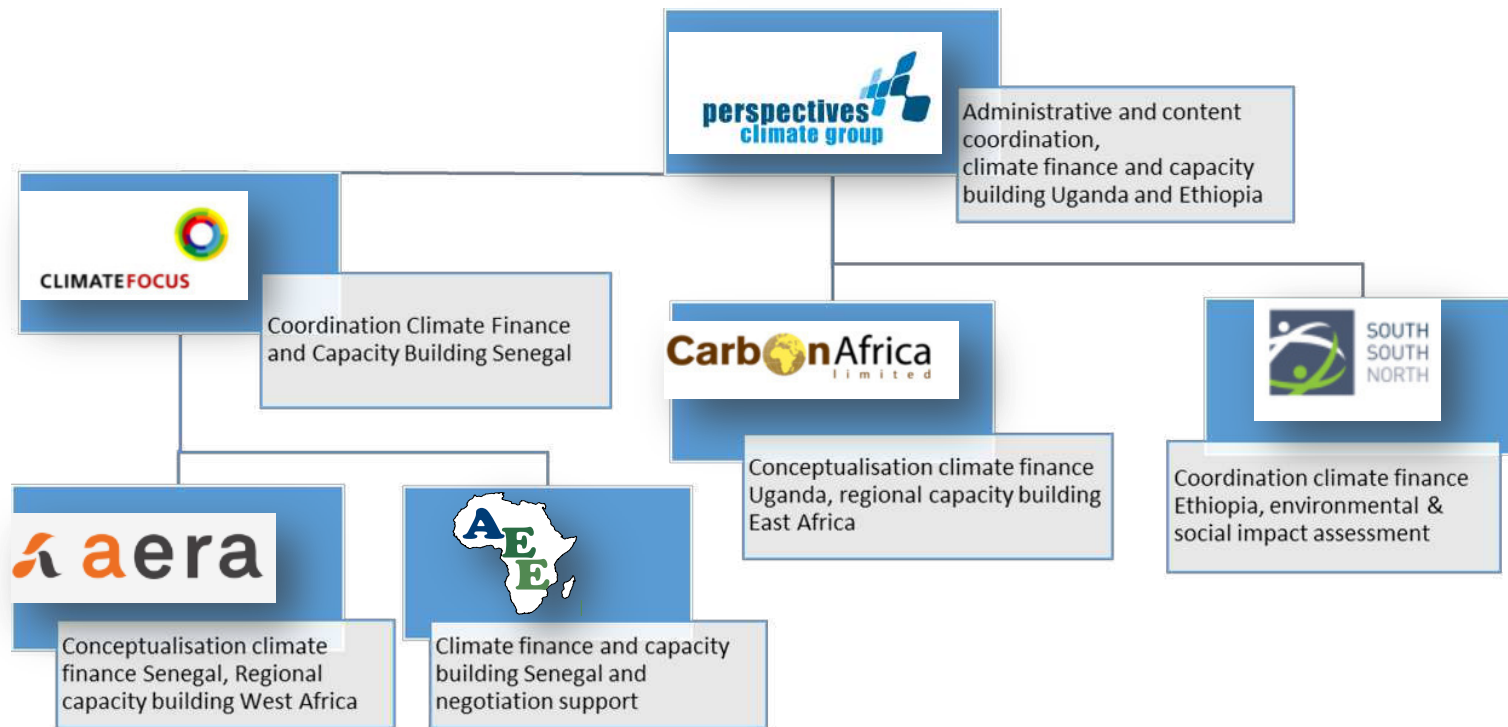 perspectives
climate group
Administrative and content
coordination,
climate finance and capacity
building Uganda and Ethiopia
CLIMATEFOCUS
Coordination Climate Finance
and Capacity Building Senegal
CarbonAfrica
limited
Conceptualisation climate finance
Uganda, regional capacity building
East Africa
SOUTH
SOUTH
NORTH
Coordination climate finance
Ethiopia, environmental &
social impact assessment
aera
Conceptualisation climate
finance Senegal, Regional
capacity building West Africa
A
E
E
Climate finance and capacity
building Senegal and
negotiation support